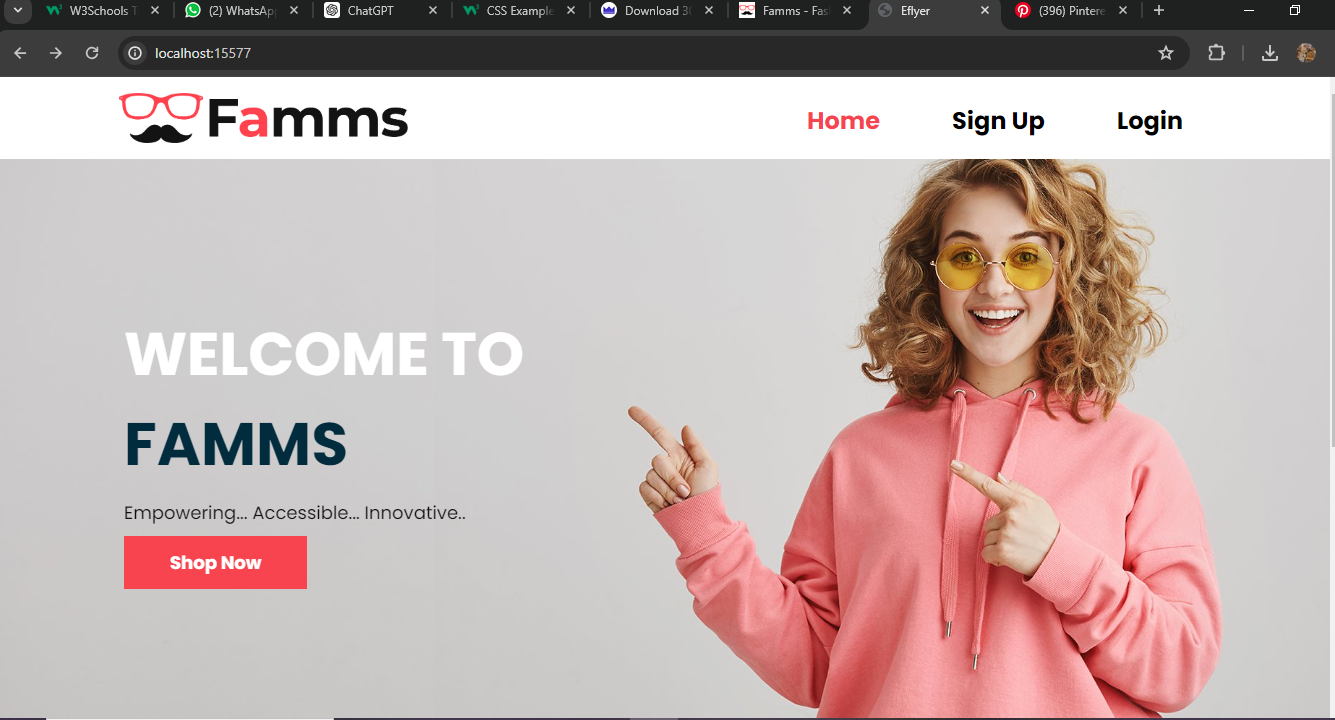 W3Schools T
(2) WhatsAp
ChatGPT
CSS Example
Download 30
Famms - Fas
Eflyer
(396) Pintere
localhost:15577
Famms
Home
Sign Up
Login
WELCOME TO
FAMMS
Empowering... Accessible... Innovative..
Shop Now